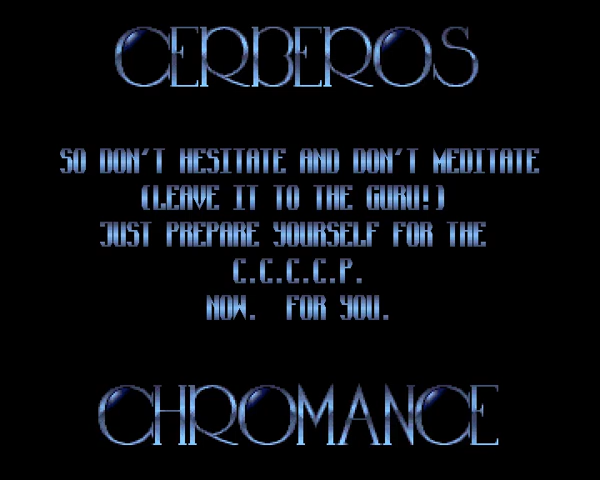 CERBEROS
SO DON'T HESITATE AND DON'T MEDITATE
(LEAVE IT TO THE GURU!)
JUST PREPARE YOURSELF FOR THE
C.C.C.C.P.
NOW.  FOR YOU.
CHROMANCE